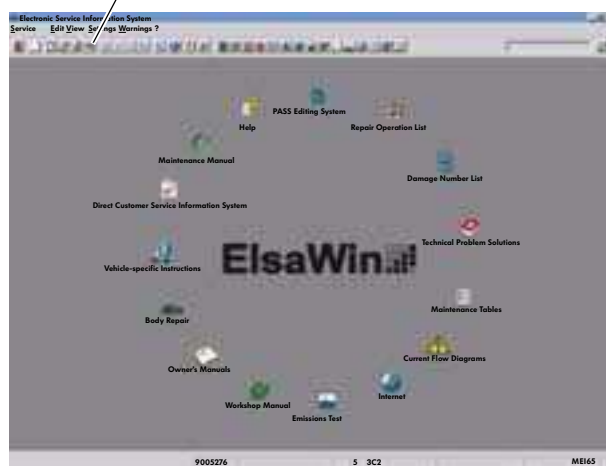 Electronic Service Information System
Service Edit View Settings Warnings ?
PASS Editing System
Help
Repair Operation List
Maintenance Manual
Damage Number List
Direct Customer Service Information System
Technical Problem Solutions
Vehicle-specific Instructions
ElsaWin
Maintenance Tables
Body Repair
Current Flow Diagrams
Owner's Manuals
Internet
Workshop Manual
Emissions Test
9005276 5 3C2 MEI65